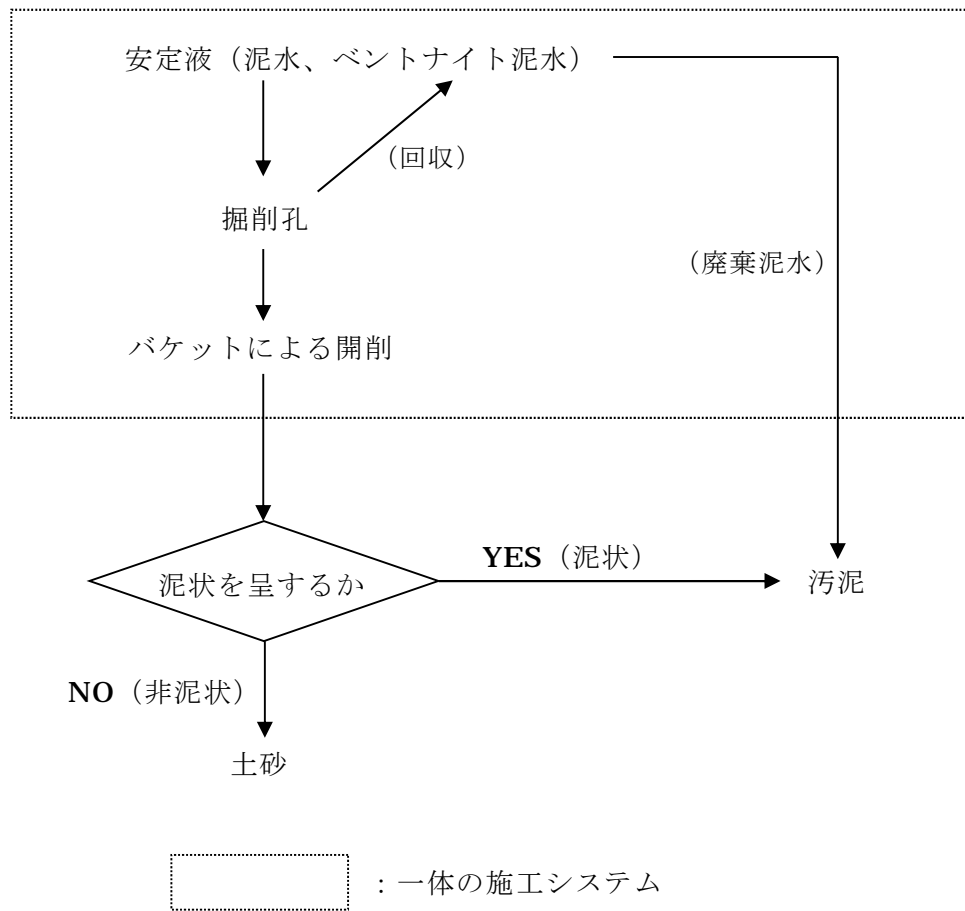 安定液（泥水、ベントナイト泥水）
（回収）
掘削孔
（廃棄泥水）
バケットによる開削
YES（泥状）
泥状を呈するか
汚泥
NO（非泥状）
土砂
：一体の施工システム